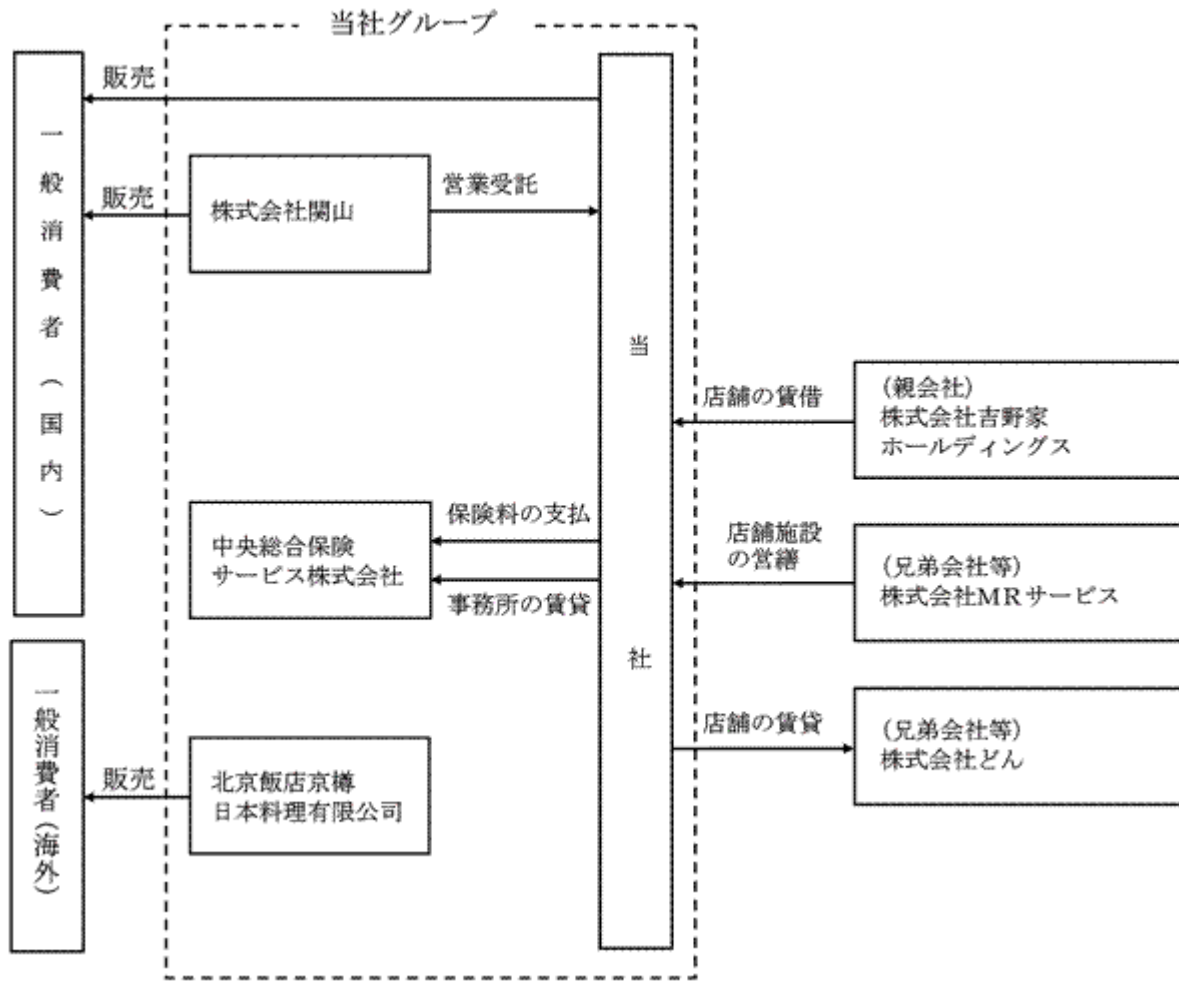 当社グループ
販売
一般消費者（国内）
販売
株式会社関山
営業受託
当社
店舗の賃借
（親会社）
株式会社吉野家
ホールディングス
保険料の支払
中央総合保険
サービス株式会社
事務所の賃貸
店舗施設
の営繕
（兄弟会社等）
株式会社ＭＲサービス
一般消費者（海外）
販売
北京飯店京樽
日本料理有限公司
店舗の賃貸
（兄弟会社等）
株式会社どん